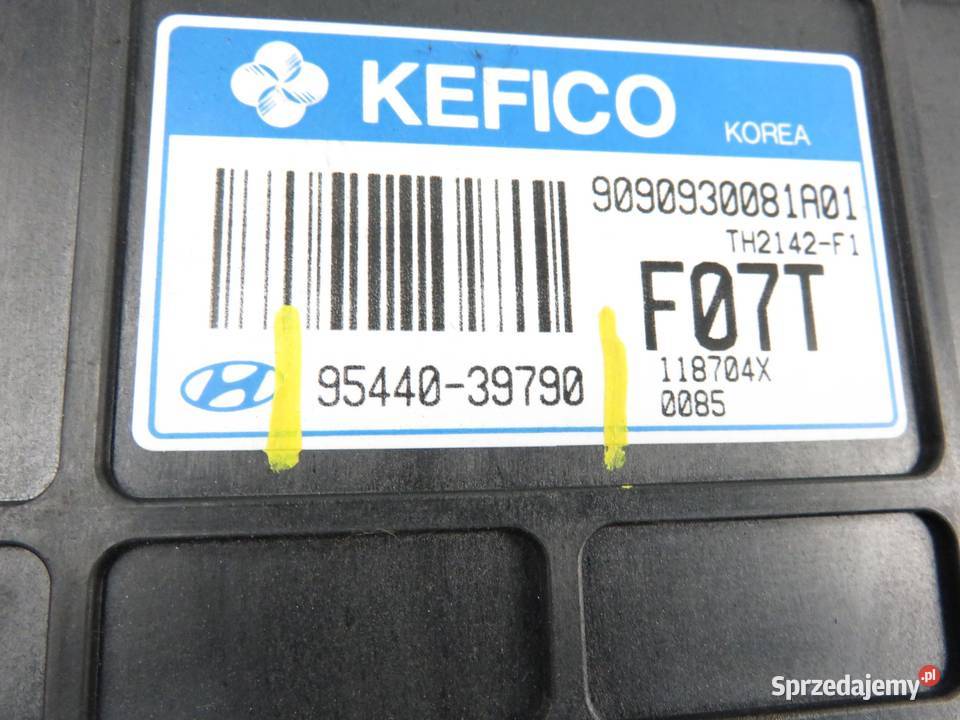 KEFICO
KOREA
9090930081A01
TH2142-F1
F07T
95440-39790
118704X
0085
Sprzedajemy.pl